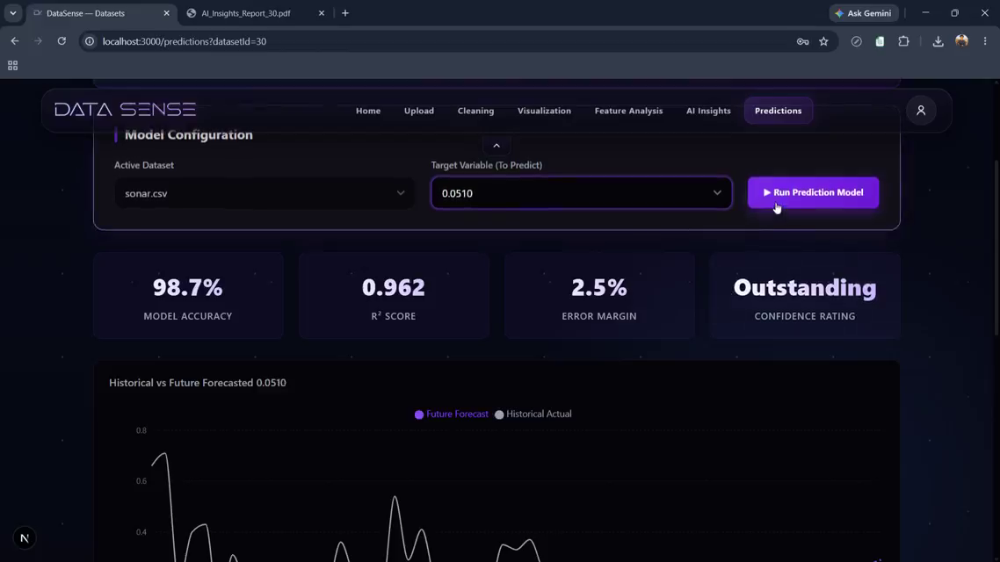 DataSense — Datasets
AI_Insights_Report_30.pdf
Ask Gemini
localhost:3000/predictions?datasetId=30
DATA SENSE
Home
Upload
Cleaning
Visualization
Feature Analysis
AI Insights
Predictions
Model Configuration
Active Dataset
Target Variable (To Predict)
sonar.csv
0.0510
▶ Run Prediction Model
98.7%
MODEL ACCURACY
0.962
R² SCORE
2.5%
ERROR MARGIN
Outstanding
CONFIDENCE RATING
Historical vs Future Forecasted 0.0510
Future Forecast
Historical Actual
0.8
0.6
0.4
N